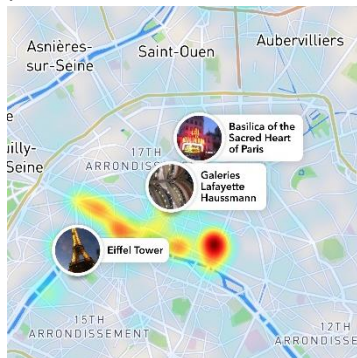 Asnières-
sur-Seine
Saint-Ouen
Aubervilliers
Basilica of the
Sacred Heart
of Paris
17TH
ARRONDISS
Seine
Galeries
Lafayette
Haussmann
Eiffel Tower
15TH
ARRONDISSEMENT
12TH
ARRONDISSE